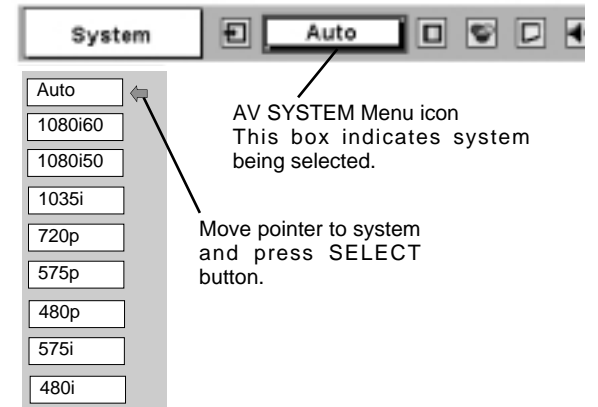 System
Auto
Auto
1080i60
1080i50
1035i
720p
575p
480p
575i
480i
AV SYSTEM Menu icon
This box indicates system
being selected.
Move pointer to system
and press SELECT
button.